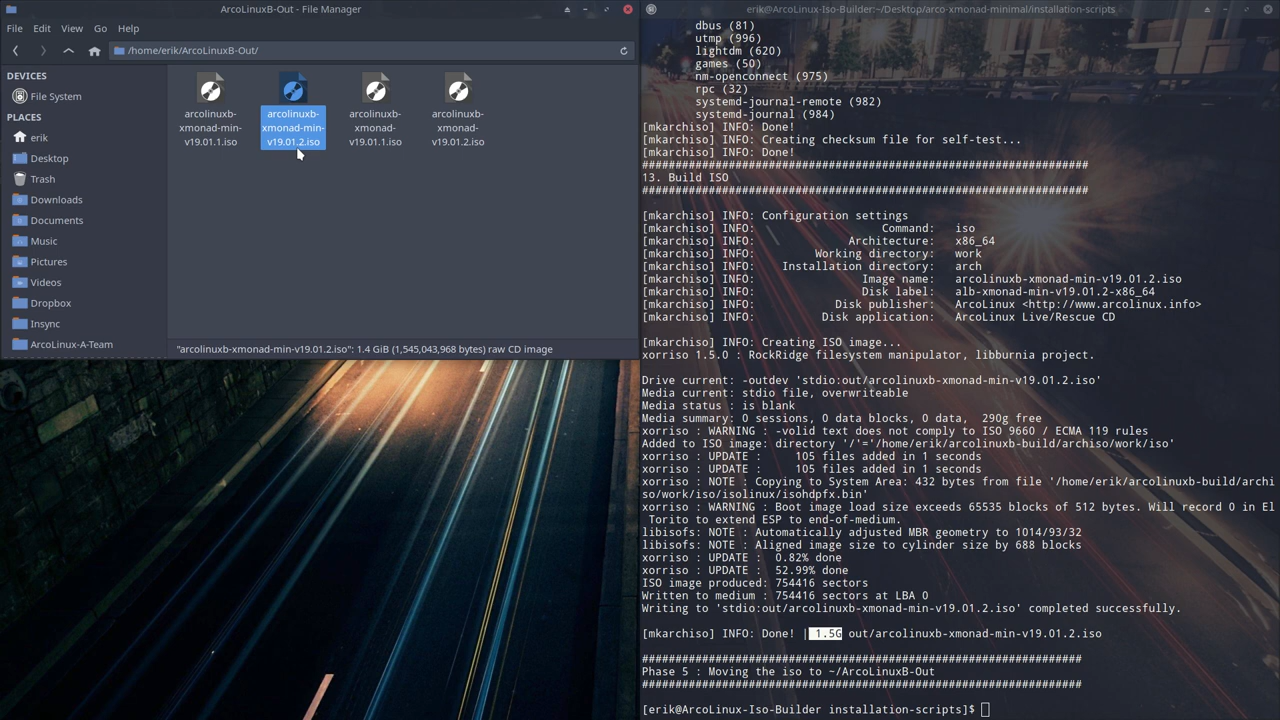 ArcoLinuxB-Out - File Manager
File Edit View Go Help
/home/erik/ArcoLinuxB-Out/
DEVICES
File System
PLACES
erik
Desktop
Trash
Downloads
Documents
Music
Pictures
Videos
Dropbox
Insync
ArcoLinux-A-Team
arcolinuxb-
xmonad-min-
v19.01.1.iso
arcolinuxb-
xmonad-min-
v19.01.2.iso
arcolinuxb-
xmonad-
v19.01.1.iso
arcolinuxb-
xmonad-
v19.01.2.iso
"arcolinuxb-xmonad-min-v19.01.2.iso": 1.4 GiB (1,545,043,968 bytes) raw CD image
erik@ArcoLinux-Iso-Builder:~/Desktop/arco-xmonad-minimal/installation-scripts
dbus (81)
utmp (996)
lightdm (620)
games (50)
nm-openconnect (975)
rpc (32)
systemd-journal-remote (982)
systemd-journal (984)
[mkarchiso] INFO: Done!
[mkarchiso] INFO: Creating checksum file for self-test...
[mkarchiso] INFO: Done!
###################################################################
13. Build ISO
###################################################################
[mkarchiso] INFO: Configuration settings
[mkarchiso] INFO: Command: iso
[mkarchiso] INFO: Architecture: x86_64
[mkarchiso] INFO: Working directory: work
[mkarchiso] INFO: Installation directory: arch
[mkarchiso] INFO: Image name: arcolinuxb-xmonad-min-v19.01.2.iso
[mkarchiso] INFO: Disk label: alb-xmonad-min-v19.01.2-x86_64
[mkarchiso] INFO: Disk publisher: ArcoLinux <http://www.arcolinux.info>
[mkarchiso] INFO: Disk application: ArcoLinux Live/Rescue CD
[mkarchiso] INFO: Creating ISO image...
xorriso 1.5.0 : RockRidge filesystem manipulator, libburnia project.
Drive current: -outdev 'stdio:out/arcolinuxb-xmonad-min-v19.01.2.iso'
Media current: stdio file, overwriteable
Media status : is blank
Media summary: 0 sessions, 0 data blocks, 0 data, 290g free
xorriso : WARNING : -volid text does not comply to ISO 9660 / ECMA 119 rules
Added to ISO image: directory '/'='/home/erik/arcolinuxb-build/archiso/work/iso'
xorriso : UPDATE : 105 files added in 1 seconds
xorriso : UPDATE : 105 files added in 1 seconds
xorriso : NOTE : Copying to System Area: 432 bytes from file '/home/erik/arcolinuxb-build/archi
so/work/iso/isolinux/isohdpfx.bin'
xorriso : WARNING : Boot image load size exceeds 65535 blocks of 512 bytes. Will record 0 in El
Torito to extend ESP to end-of-medium.
libisofs: NOTE : Automatically adjusted MBR geometry to 1014/93/32
libisofs: NOTE : Aligned image size to cylinder size by 688 blocks
xorriso : UPDATE : 0.82% done
xorriso : UPDATE : 52.99% done
ISO image produced: 754416 sectors
Written to medium : 754416 sectors at LBA 0
Writing to 'stdio:out/arcolinuxb-xmonad-min-v19.01.2.iso' completed successfully.
[mkarchiso] INFO: Done! | 1.5G out/arcolinuxb-xmonad-min-v19.01.2.iso
##################################################################
Phase 5 : Moving the iso to ~/ArcoLinuxB-Out
##################################################################
[erik@ArcoLinux-Iso-Builder installation-scripts]$